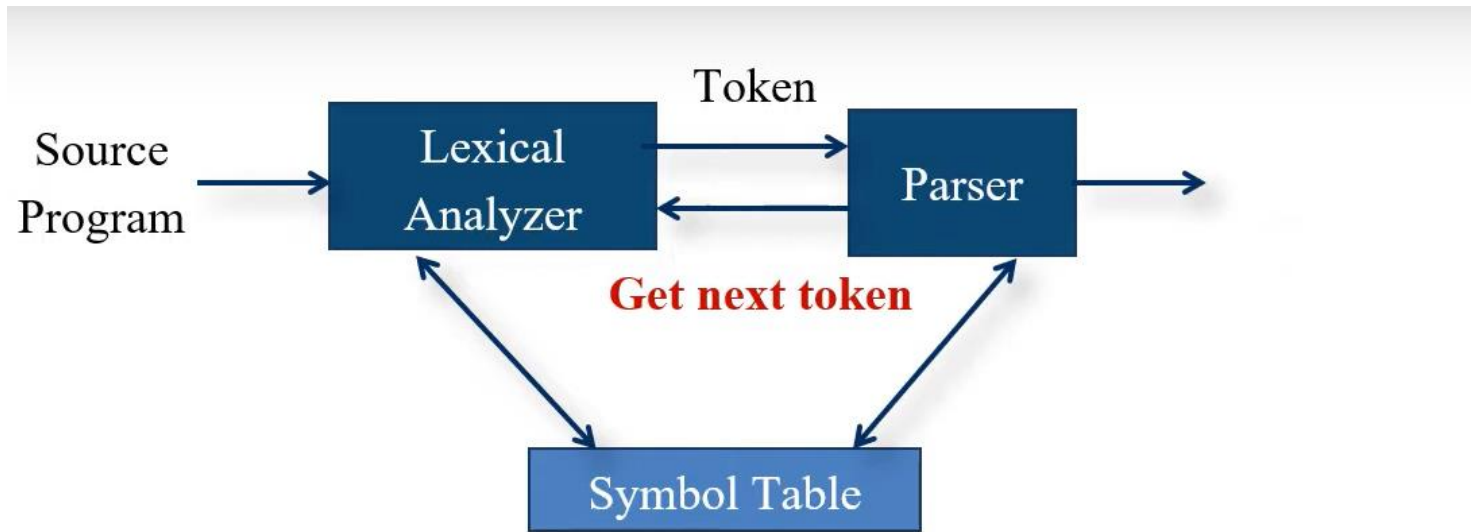 Source
Program
Lexical
Analyzer
Token
Get next token
Parser
Symbol Table